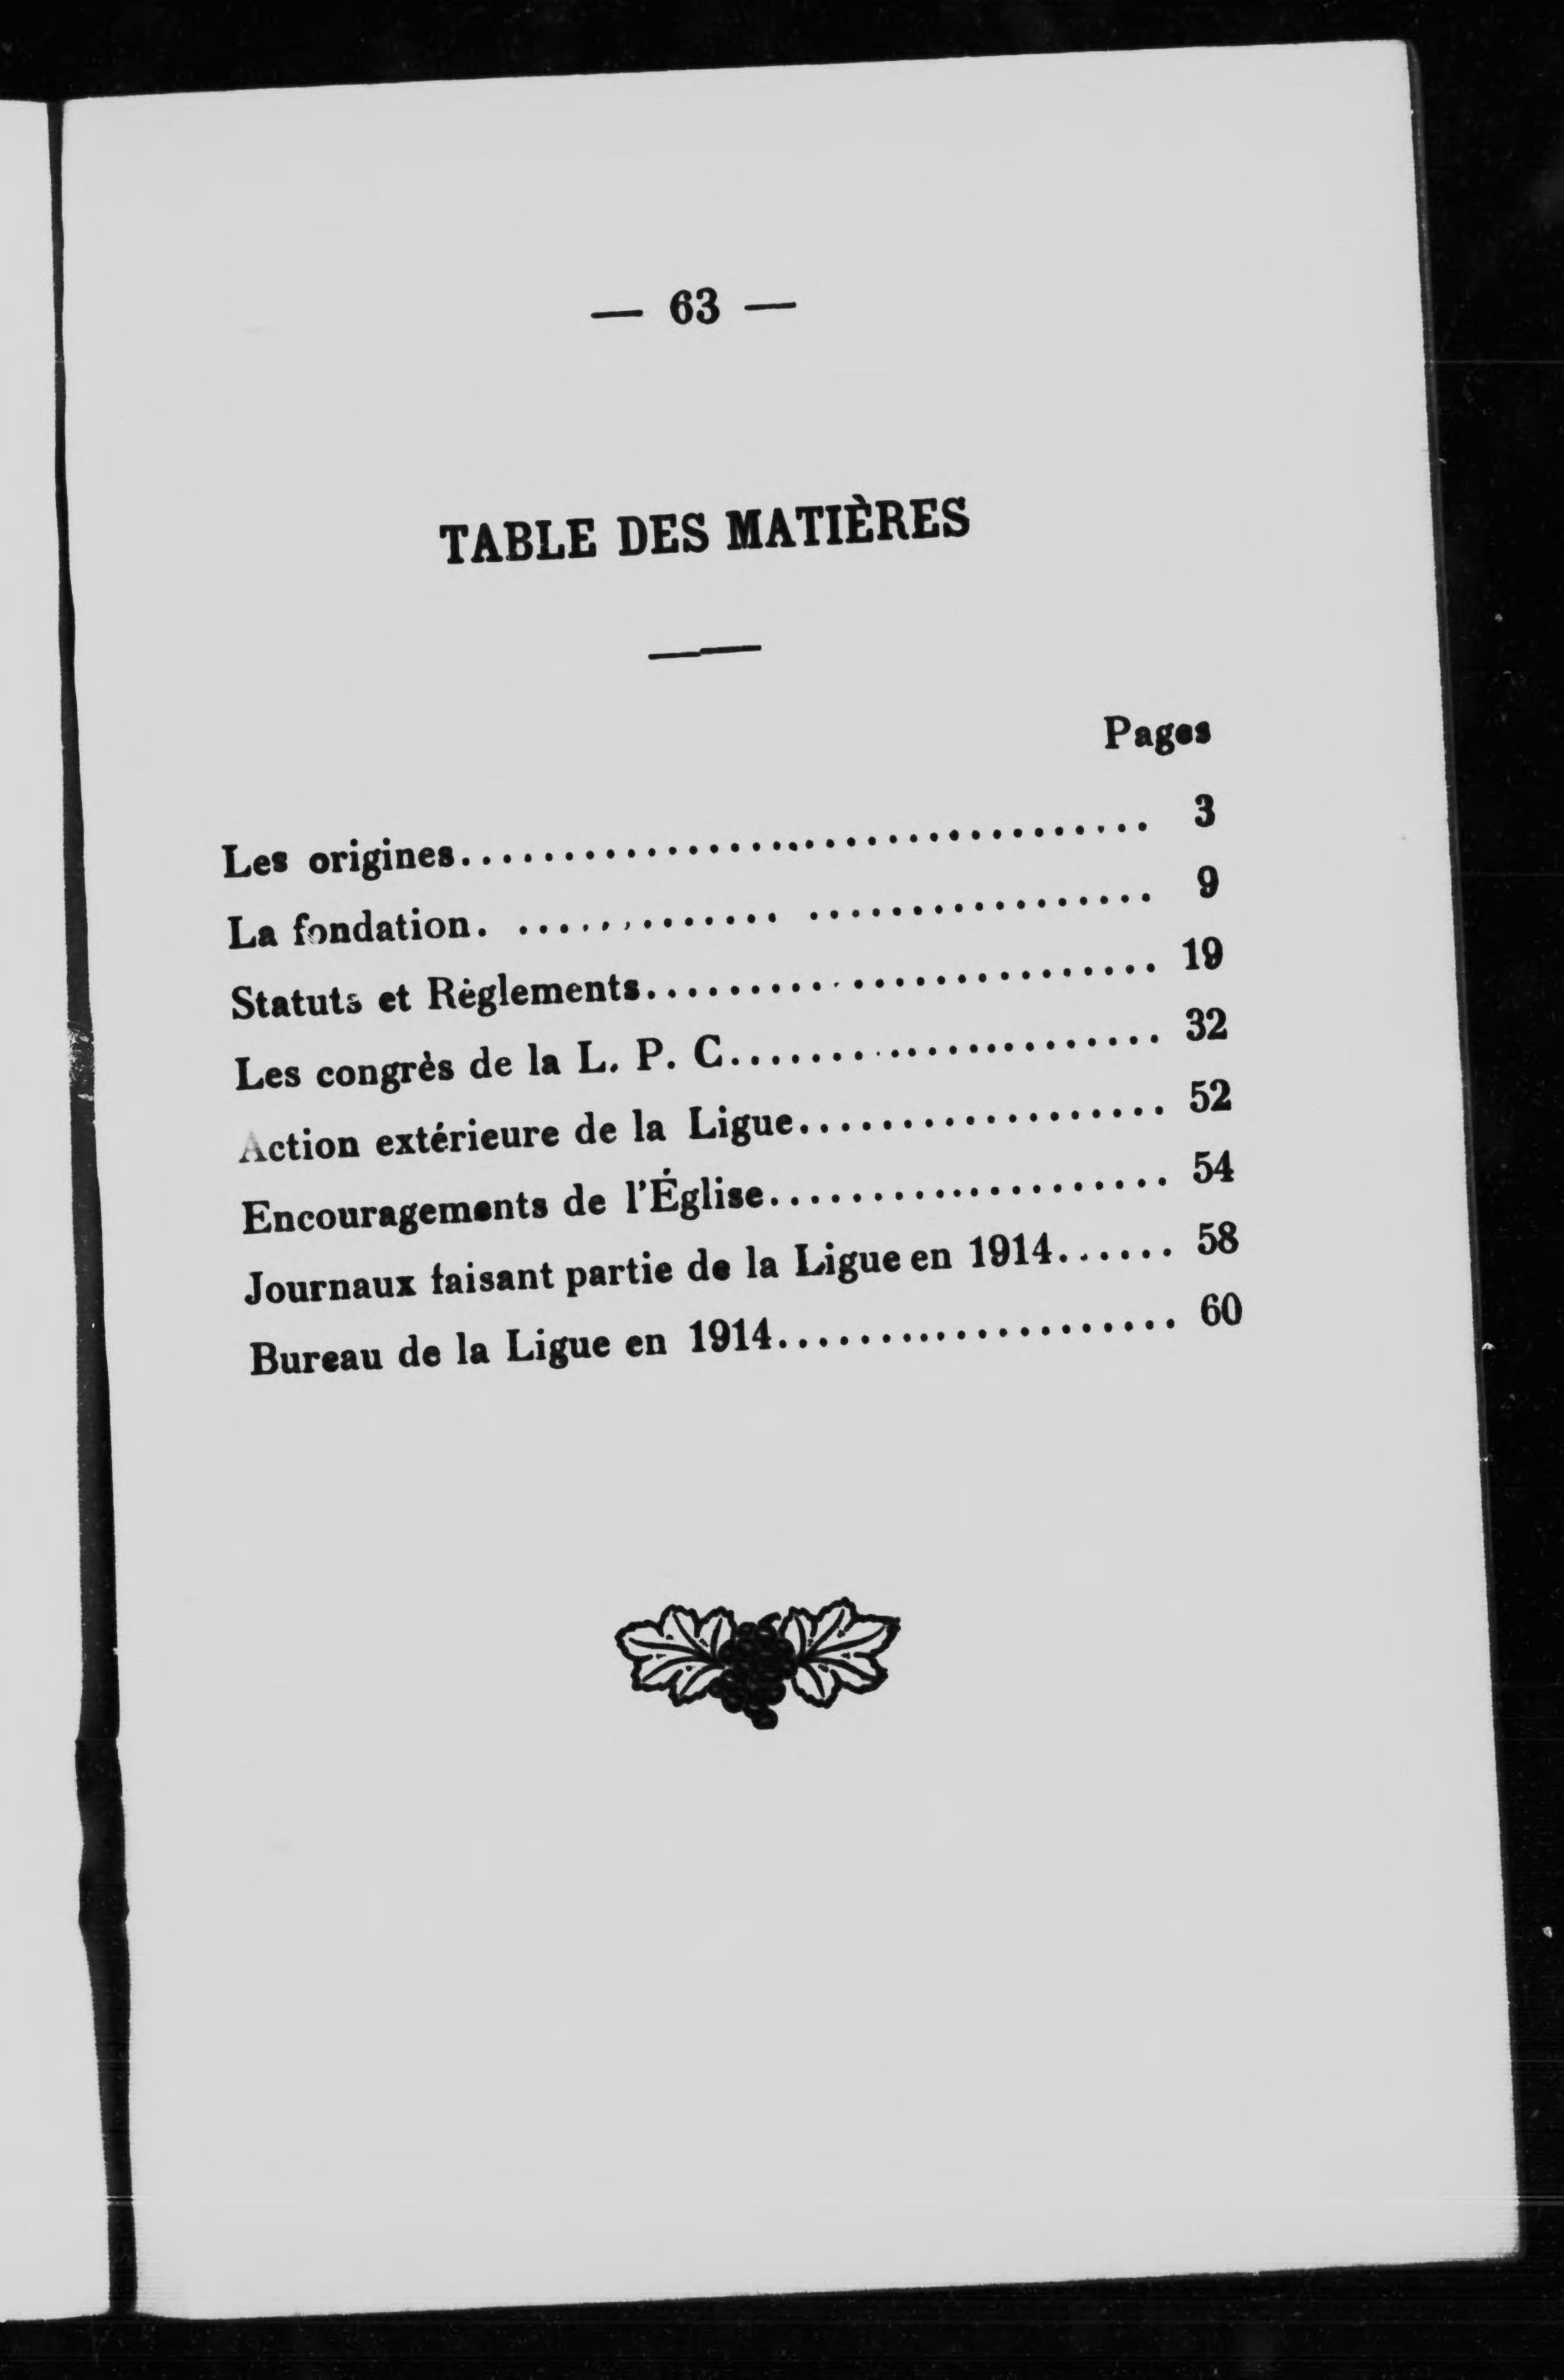 — 63 —
TABLE DES MATIÈRES
Pages
Les origines.................................. 3
La fondation. ............. ................. 9
Statuts et Règlements......................... 19
Les congrès de la L. P. C..................... 32
Action extérieure de la Ligue.................. 52
Encouragements de l'Église.................... 54
Journaux faisant partie de la Ligue en 1914...... 58
Bureau de la Ligue en 1914.................... 60